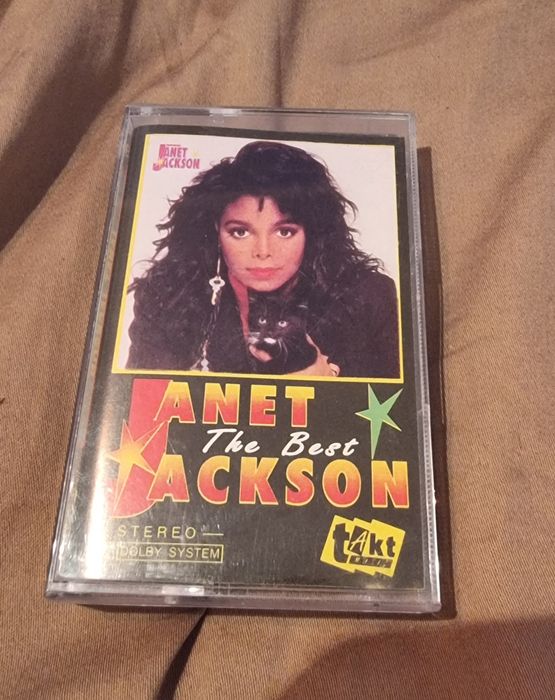 JANET
JACKSON
JANET
The Best
JACKSON
STEREO —
DOLBY SYSTEM
tAkt